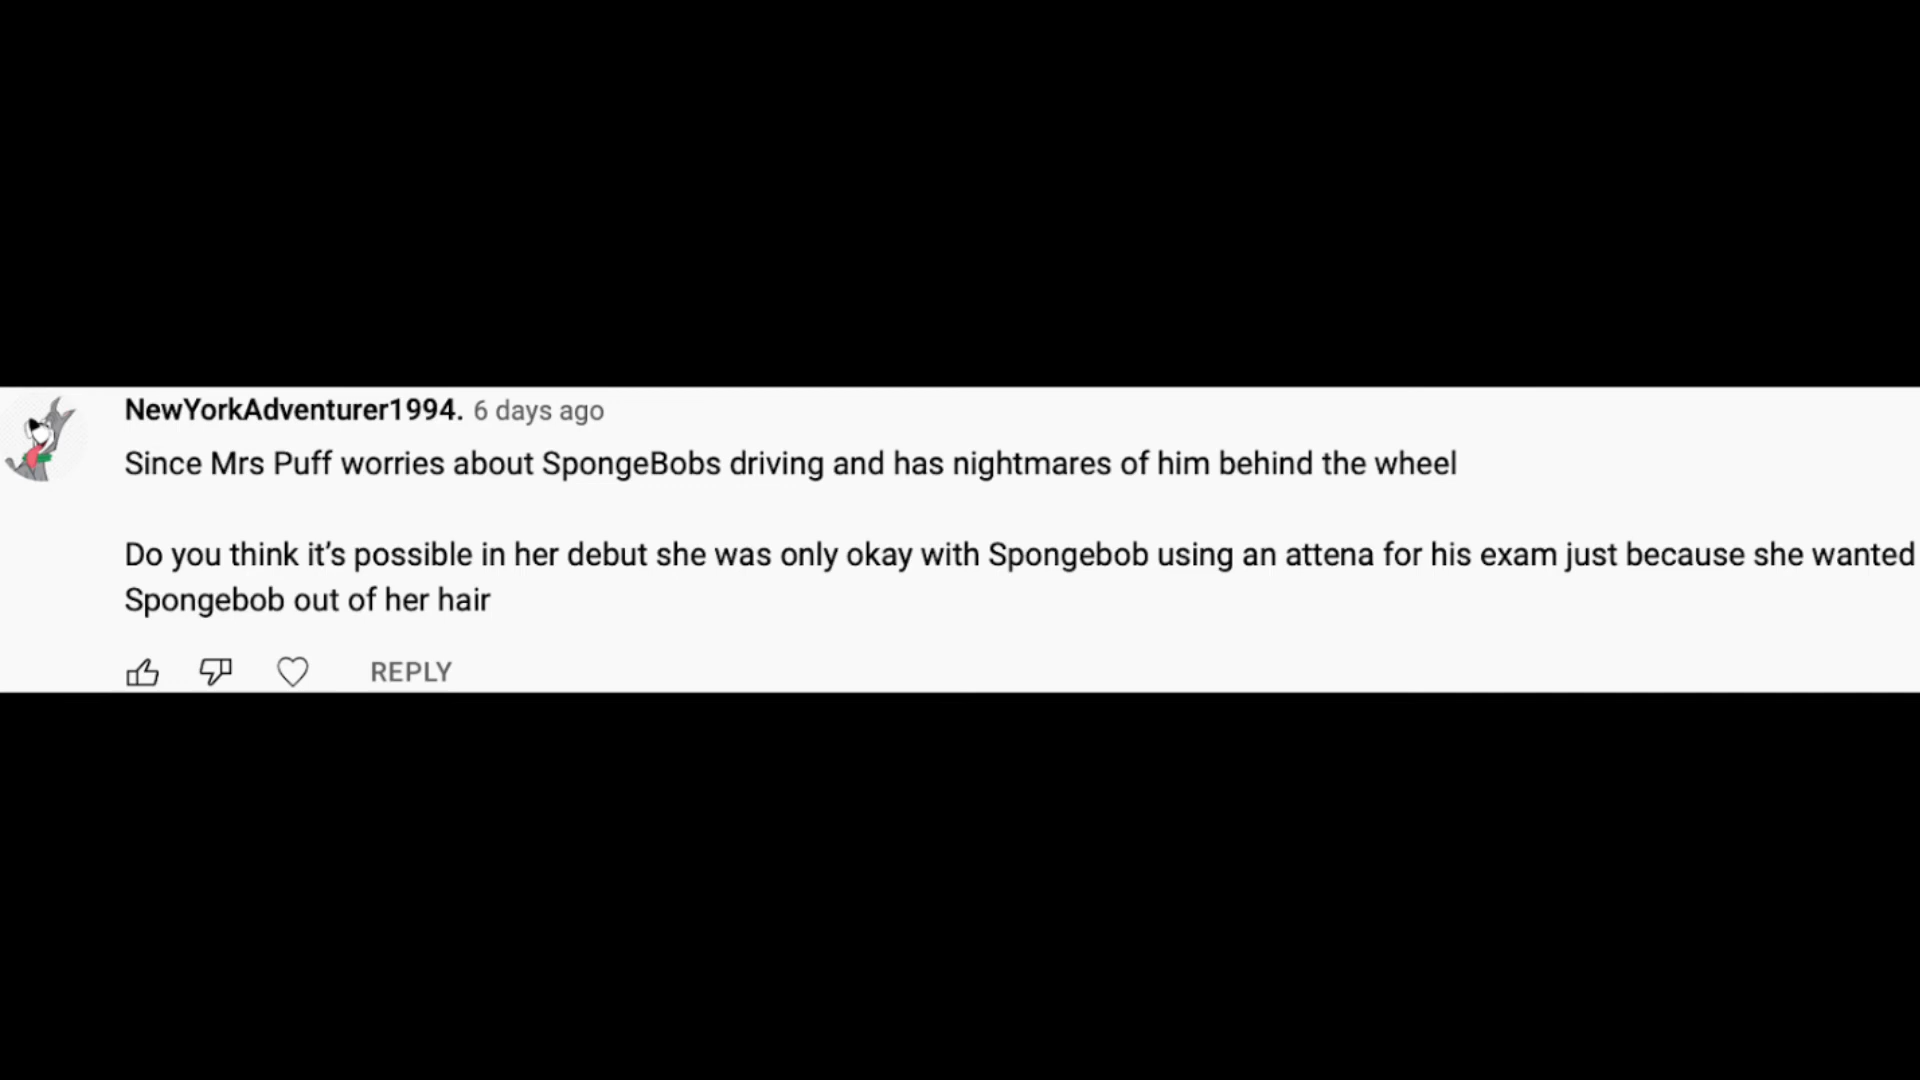 NewYorkAdventurer1994. 6 days ago
Since Mrs Puff worries about SpongeBobs driving and has nightmares of him behind the wheel
Do you think it’s possible in her debut she was only okay with Spongebob using an attena for his exam just because she wanted
Spongebob out of her hair
REPLY